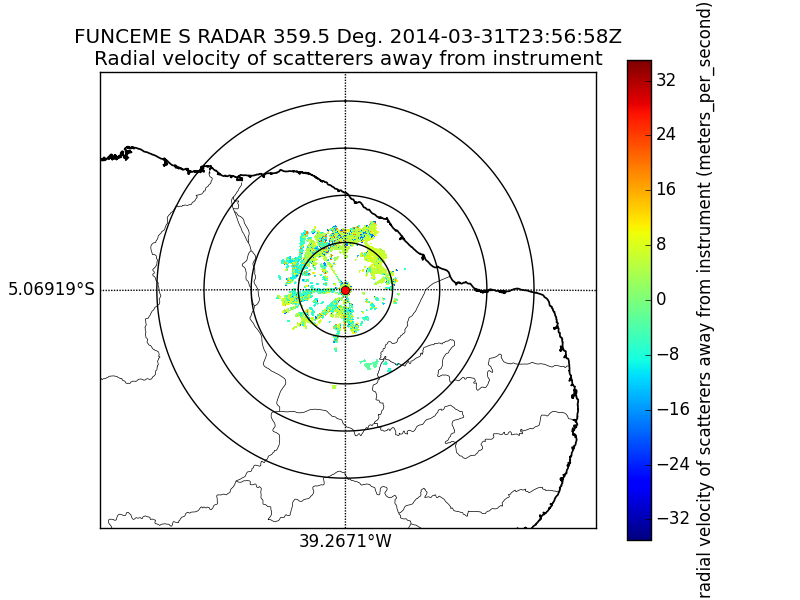 FUNCEME S RADAR 359.5 Deg. 2014-03-31T23:56:58Z
Radial velocity of scatterers away from instrument
5.06919°S
39.2671°W
32
24
16
8
0
−8
−16
−24
−32
radial velocity of scatterers away from instrument (meters_per_second)